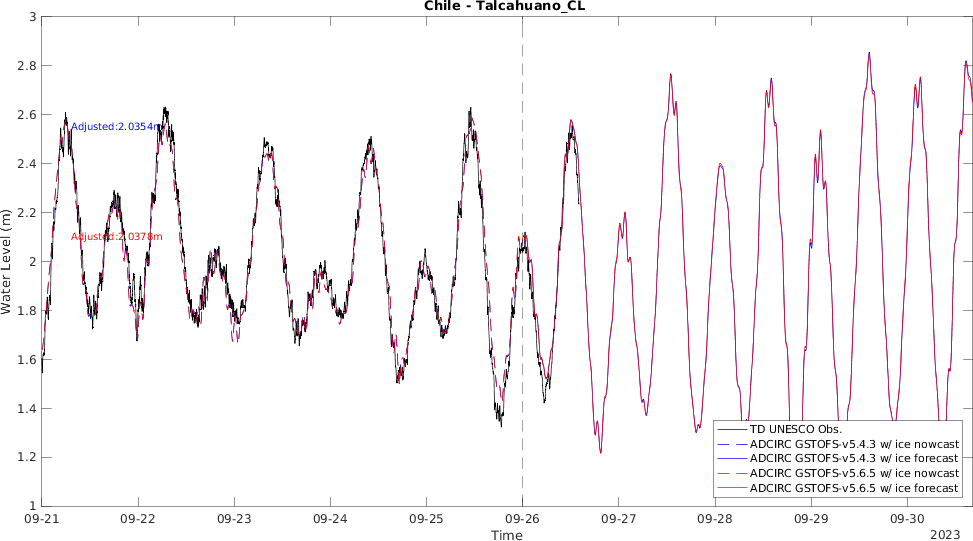 Chile - Talcahuano_CL
3
2.8
2.6
2.4
2.2
2
1.8
1.6
1.4
1.2
1
Water Level (m)
Adjusted:2.0354m
Adjusted:2.0378m
TD UNESCO Obs.
ADCIRC GSTOFS-v5.4.3 w/ ice nowcast
ADCIRC GSTOFS-v5.4.3 w/ ice forecast
ADCIRC GSTOFS-v5.6.5 w/ ice nowcast
ADCIRC GSTOFS-v5.6.5 w/ ice forecast
09-21 09-22 09-23 09-24 09-25 09-26 09-27 09-28 09-29 09-30
Time
2023